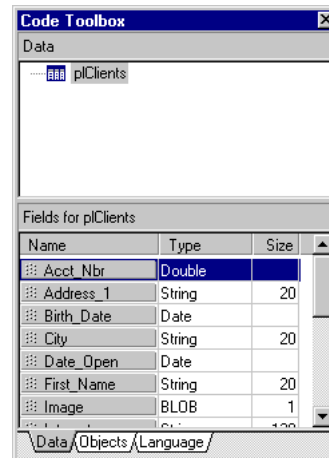 Code Toolbox
Data
plClients
Fields for plClients
Name Type Size
Acct_Nbr Double
Address_1 String 20
Birth_Date Date
City String 20
Date_Open Date
First_Name String 20
Image BLOB 1
Data Objects Language